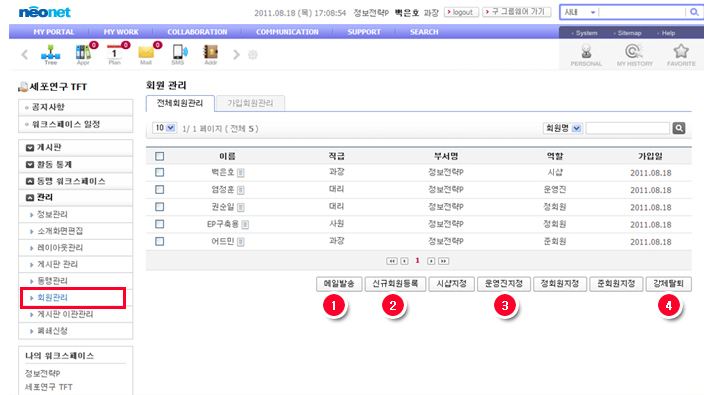 neonet
2011.08.18 (목) 17:08:54 정보전략P 백은호 과장 logout 구 그룹웨어 가기 사내
MY PORTAL MY WORK COLLABORATION COMMUNICATION SUPPORT SEARCH System Sitemap Help
0 0 0
Tree Appr 1 Plan Mail SMS Addr PERSONAL MY HISTORY FAVORITE
세포연구 TFT
공지사항
워크스페이스 일정
게시판
활동 통계
동맹 워크스페이스
관리
정보관리
소개화면편집
레이아웃관리
게시판 관리
동맹관리
회원관리
게시판 이관관리
폐쇄신청
나의 워크스페이스
정보전략P
세포연구 TFT
회원 관리
전체회원관리 가입회원관리
10 1/ 1 페이지 ( 전체 5 ) 회원명
이름 직급 부서명 역할 가입일
백은호 과장 정보전략P 시샵 2011.08.18
염정훈 대리 정보전략P 운영진 2011.08.18
권순일 대리 정보전략P 정회원 2011.08.18
EP구축용 사원 정보전략P 정회원 2011.08.18
어드민 과장 정보전략P 준회원 2011.08.18
1
메일발송 신규회원등록 시샵지정 운영진지정 정회원지정 준회원지정 강제탈퇴
1 2 3 4